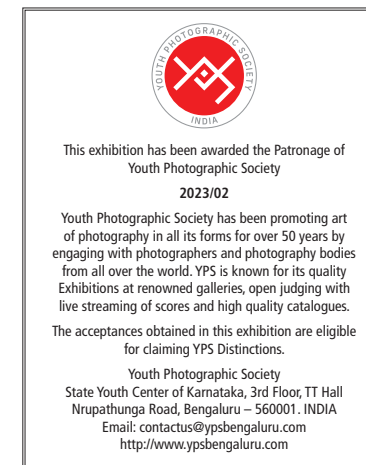 YOUTH PHOTOGRAPHIC SOCIETY
INDIA
This exhibition has been awarded the Patronage of
Youth Photographic Society
2023/02
Youth Photographic Society has been promoting art
of photography in all its forms for over 50 years by
engaging with photographers and photography bodies
from all over the world. YPS is known for its quality
Exhibitions at renowned galleries, open judging with
live streaming of scores and high quality catalogues.
The acceptances obtained in this exhibition are eligible
for claiming YPS Distinctions.
Youth Photographic Society
State Youth Center of Karnataka, 3rd Floor, TT Hall
Nrupathunga Road, Bengaluru – 560001. INDIA
Email: contactus@ypsbengaluru.com
http://www.ypsbengaluru.com